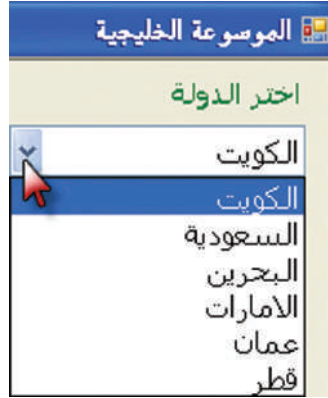 الموسوعة الخليجية
اختر الدولة
الكويت
الكويت
السعودية
البحرين
الامارات
عمان
قطر